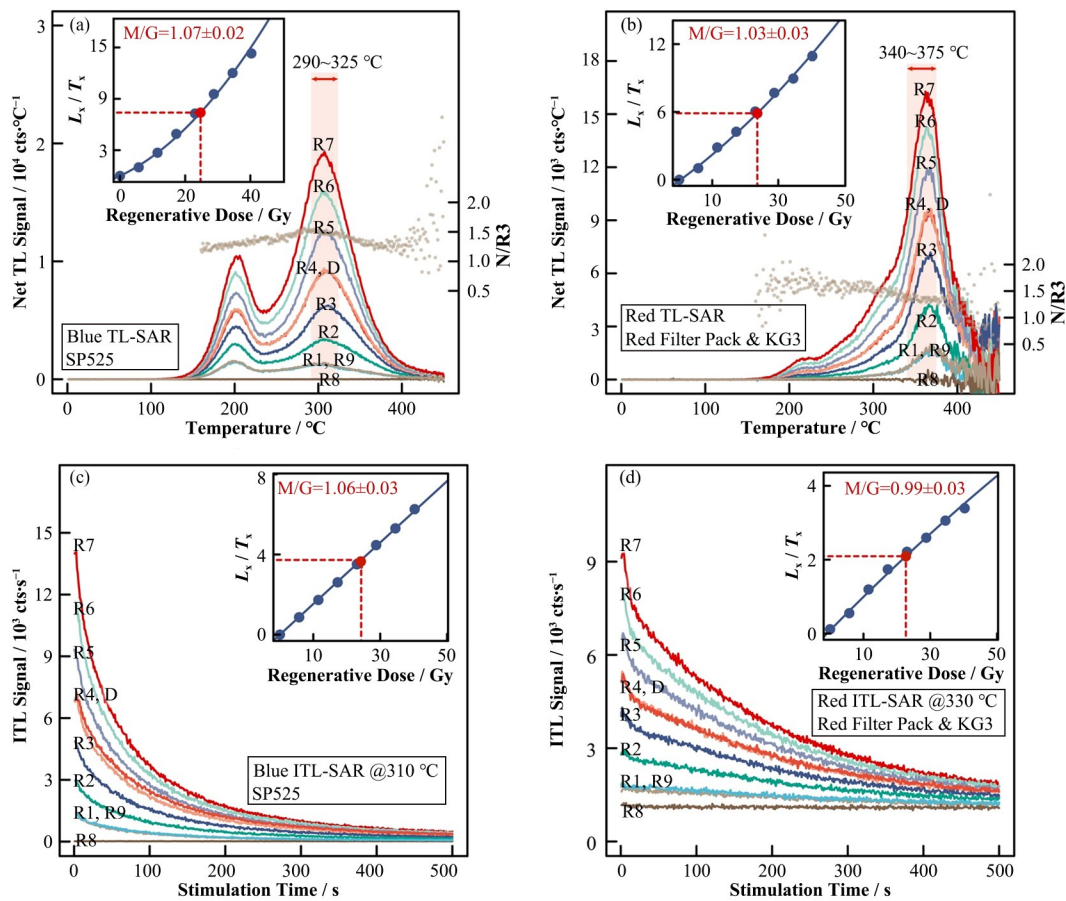 (a)
M/G=1.07±0.02
Lx / Tx
17
9
3
0
20
40
Regenerative Dose / Gy
290~325 ℃
R7
R6
R5
R4, D
R3
R2
R1, R9
R8
Blue TL-SAR
SP525
Net TL Signal / 10⁴ cts·℃⁻¹
3
2
1
0
2.0
1.5
1.0
0.5
N/R3
0
100
200
300
400
Temperature / ℃
(b)
M/G=1.03±0.03
Lx / Tx
12
6
0
0
10
20
30
40
50
Regenerative Dose / Gy
340~375 ℃
R7
R6
R5
R4, D
R3
R2
R1, R9
R8
Red TL-SAR
Red Filter Pack & KG3
Net TL Signal / 10³ cts·℃⁻¹
18
15
12
9
6
3
0
2.0
1.5
1.0
0.5
N/R3
0
100
200
300
400
Temperature / ℃
(c)
M/G=1.06±0.03
Lx / Tx
8
4
0
10
30
50
Regenerative Dose / Gy
R7
R6
R5
R4, D
R3
R2
R1, R9
R8
Blue ITL-SAR @310 ℃
SP525
ITL Signal / 10³ cts·s⁻¹
15
12
9
6
3
0
0
100
200
300
400
500
Stimulation Time / s
(d)
M/G=0.99±0.03
Lx / Tx
4
2
0
10
30
50
Regenerative Dose / Gy
R7
R6
R5
R4, D
R3
R2
R1, R9
R8
Red ITL-SAR @330 ℃
Red Filter Pack & KG3
ITL Signal / 10³ cts·s⁻¹
9
6
3
0
0
100
200
300
400
500
Stimulation Time / s